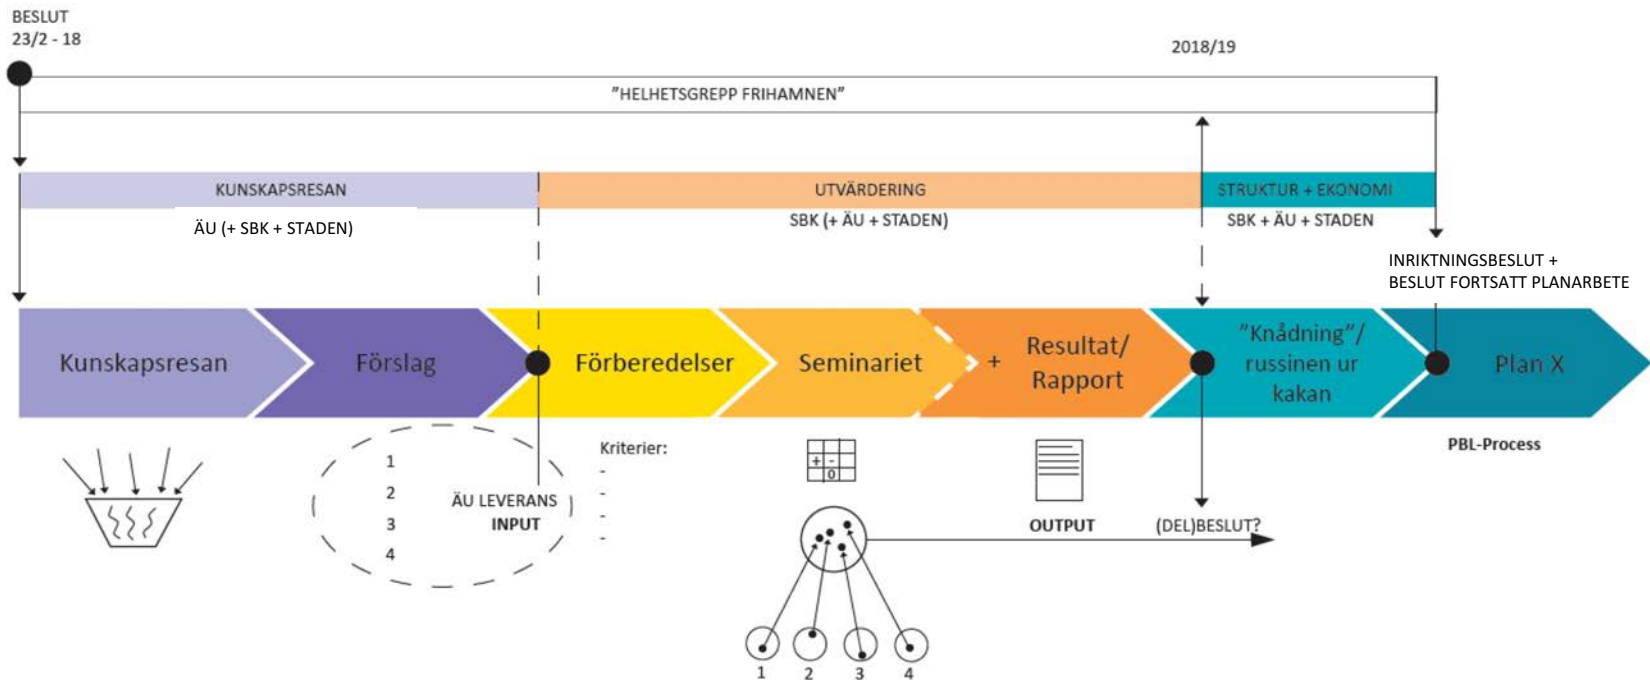 BESLUT
23/2 - 18
2018/19
"HELHETSGREPP FRIHAMNEN"
KUNSKAPSRESAN
UTVÄRDERING
STRUKTUR + EKONOMI
ÄU (+ SBK + STADEN)
SBK (+ ÄU + STADEN)
SBK + ÄU + STADEN
INRIKTNINGSBESLUT +
BESLUT FORTSATT PLANARBETE
Kunskapsresan
Förslag
Förberedelser
Seminariet
+
Resultat/
Rapport
"Knådning"/
russinen ur
kakan
Plan X
PBL-Process
1
2
3
4
ÄU LEVERANS
INPUT
Kriterier:
-
-
-
-
+ -
0
OUTPUT
(DEL)BESLUT?
1 2 3 4